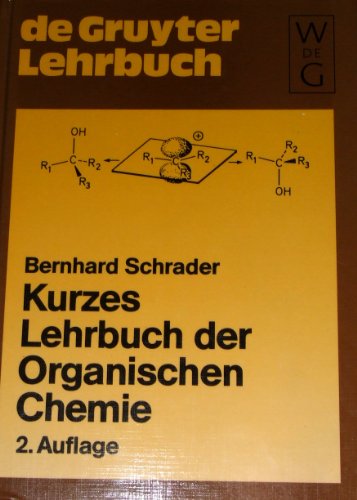 de Gruyter
Lehrbuch
W
DE
G
OH
R₁
R₂
R₃
R₁
R₂
R₃
⊕
R₁
R₂
R₃
OH
Bernhard Schrader
Kurzes
Lehrbuch der
Organischen
Chemie
2. Auflage